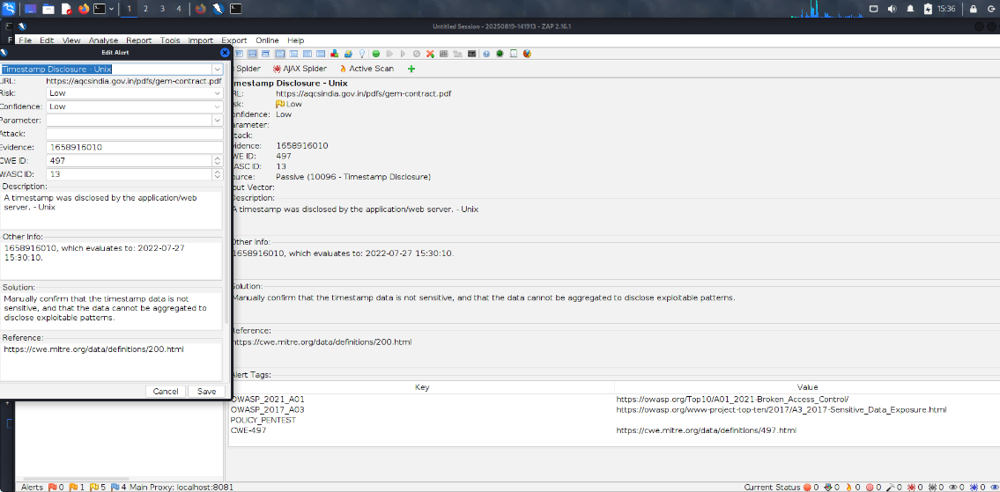 1 2 3 4
15:36
Untitled Session - 20250819-141913 - ZAP 2.16.1
File Edit View Analyse Report Tools Import Export Online Help
Edit Alert
Spider AJAX Spider Active Scan
Timestamp Disclosure - Unix
URL: https://aqcsindia.gov.in/pdfs/gem-contract.pdf
Risk: Low
Confidence: Low
Parameter:
Attack:
Evidence: 1658916010
CWE ID: 497
WASC ID: 13
Description:
A timestamp was disclosed by the application/web
server. - Unix
Other Info:
1658916010, which evaluates to: 2022-07-27
15:30:10.
Solution:
Manually confirm that the timestamp data is not
sensitive, and that the data cannot be aggregated to
disclose exploitable patterns.
Reference:
https://cwe.mitre.org/data/definitions/200.html
Cancel Save
mestamp Disclosure - Unix
RL: https://aqcsindia.gov.in/pdfs/gem-contract.pdf
sk: Low
onfidence: Low
arameter:
tack:
vidence: 1658916010
WE ID: 497
ASC ID: 13
ource: Passive (10096 - Timestamp Disclosure)
put Vector:
Description:
A timestamp was disclosed by the application/web server. - Unix
Other Info:
1658916010, which evaluates to: 2022-07-27 15:30:10.
Solution:
Manually confirm that the timestamp data is not sensitive, and that the data cannot be aggregated to disclose exploitable patterns.
Reference:
https://cwe.mitre.org/data/definitions/200.html
Alert Tags:
Key Value
OWASP_2021_A01 https://owasp.org/Top10/A01_2021-Broken_Access_Control/
OWASP_2017_A03 https://owasp.org/www-project-top-ten/2017/A3_2017-Sensitive_Data_Exposure.html
POLICY_PENTEST
CWE-497 https://cwe.mitre.org/data/definitions/497.html
Alerts 0 1 5 4 Main Proxy: localhost:8081
Current Status 0 0 0 0 0 0 0 0 0